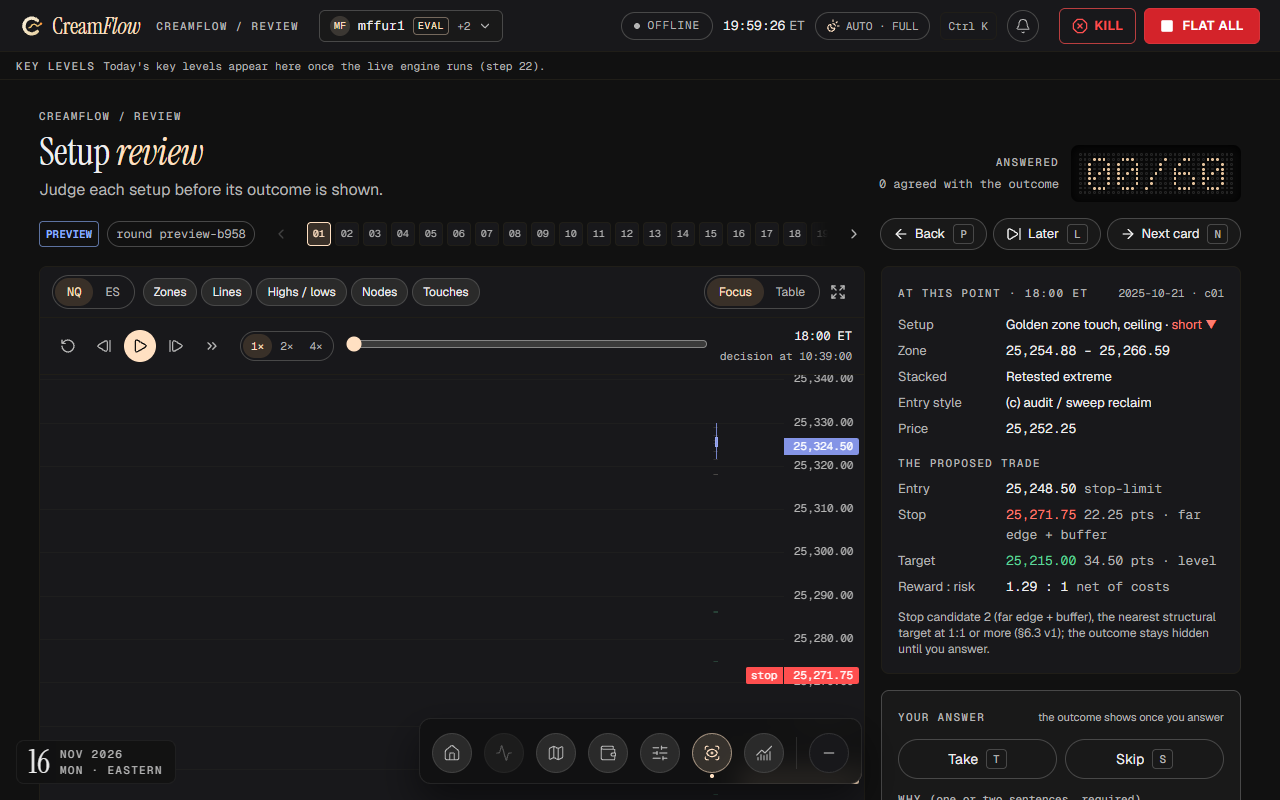 CreamFlow
CREAMFLOW / REVIEW
MF mffur1 EVAL +2
OFFLINE
19:59:26 ET
AUTO · FULL
Ctrl K
KILL
FLAT ALL
KEY LEVELS Today's key levels appear here once the live engine runs (step 22).
CREAMFLOW / REVIEW
Setup review
Judge each setup before its outcome is shown.
ANSWERED
0 agreed with the outcome
00/60
PREVIEW
round preview-b958
01 02 03 04 05 06 07 08 09 10 11 12 13 14 15 16 17 18
Back P
Later L
Next card N
NQ ES
Zones
Lines
Highs / lows
Nodes
Touches
Focus Table
1× 2× 4×
18:00 ET
decision at 10:39:00
25,340.00
25,330.00
25,324.50
25,320.00
25,310.00
25,300.00
25,290.00
25,280.00
stop 25,271.75
AT THIS POINT · 18:00 ET
2025-10-21 · c01
Setup Golden zone touch, ceiling · short ▼
Zone 25,254.88 – 25,266.59
Stacked Retested extreme
Entry style (c) audit / sweep reclaim
Price 25,252.25
THE PROPOSED TRADE
Entry 25,248.50 stop-limit
Stop 25,271.75 22.25 pts · far
edge + buffer
Target 25,215.00 34.50 pts · level
Reward : risk 1.29 : 1 net of costs
Stop candidate 2 (far edge + buffer), the nearest structural
target at 1:1 or more (§6.3 v1); the outcome stays hidden
until you answer.
YOUR ANSWER
the outcome shows once you answer
Take T
Skip S
WHY (one or two sentences, required)
16 NOV 2026
MON · EASTERN